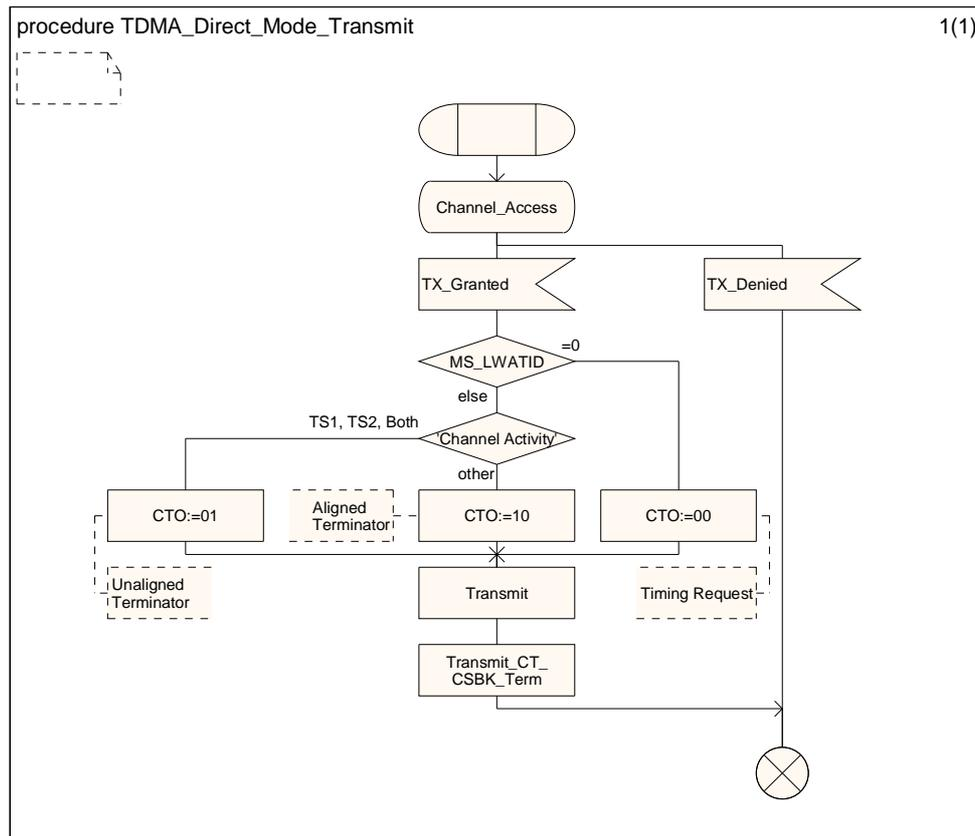 procedure TDMA_Direct_Mode_Transmit
1(1)
Channel_Access
TX_Granted
TX_Denied
=0
MS_LWATID
else
TS1, TS2, Both
'Channel Activity'
other
CTO:=01
Aligned
Terminator
CTO:=10
CTO:=00
Unaligned
Terminator
Transmit
Timing Request
Transmit_CT_
CSBK_Term